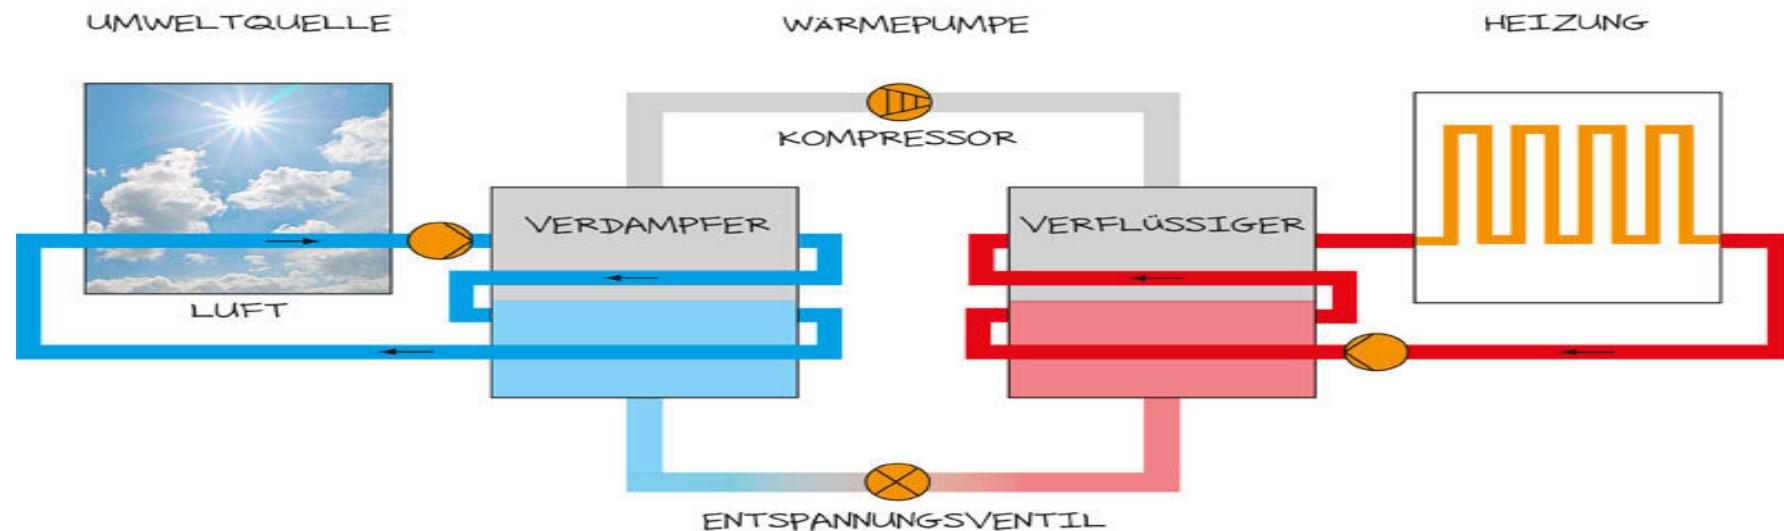 UMWELTQUELLE
WÄRMEPUMPE
HEIZUNG
KOMPRESSOR
VERDAMPFER
VERFLÜSSIGER
LUFT
ENTSPANNUNGSVENTIL